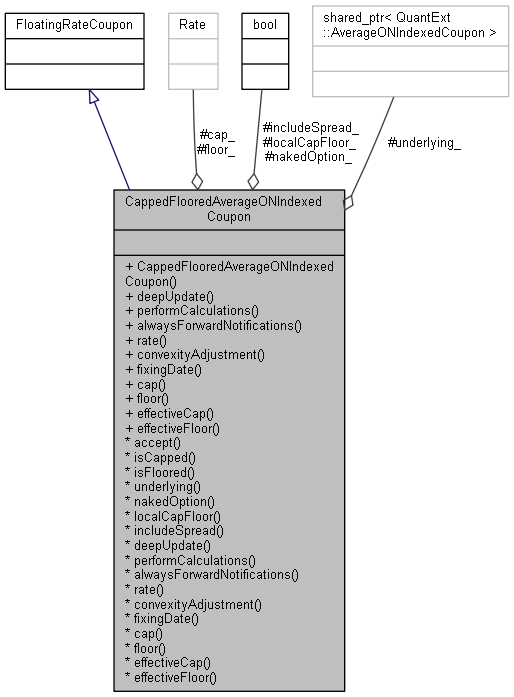 FloatingRateCoupon
Rate
bool
shared_ptr< QuantExt
::AverageONIndexedCoupon >
#cap_
#floor_
#includeSpread_
#localCapFloor_
#nakedOption_
#underlying_
CappedFlooredAverageONIndexed
Coupon
+ CappedFlooredAverageONIndexed
Coupon()
+ deepUpdate()
+ performCalculations()
+ alwaysForwardNotifications()
+ rate()
+ convexityAdjustment()
+ fixingDate()
+ cap()
+ floor()
+ effectiveCap()
+ effectiveFloor()
* accept()
* isCapped()
* isFloored()
* underlying()
* nakedOption()
* localCapFloor()
* includeSpread()
* deepUpdate()
* performCalculations()
* alwaysForwardNotifications()
* rate()
* convexityAdjustment()
* fixingDate()
* cap()
* floor()
* effectiveCap()
* effectiveFloor()